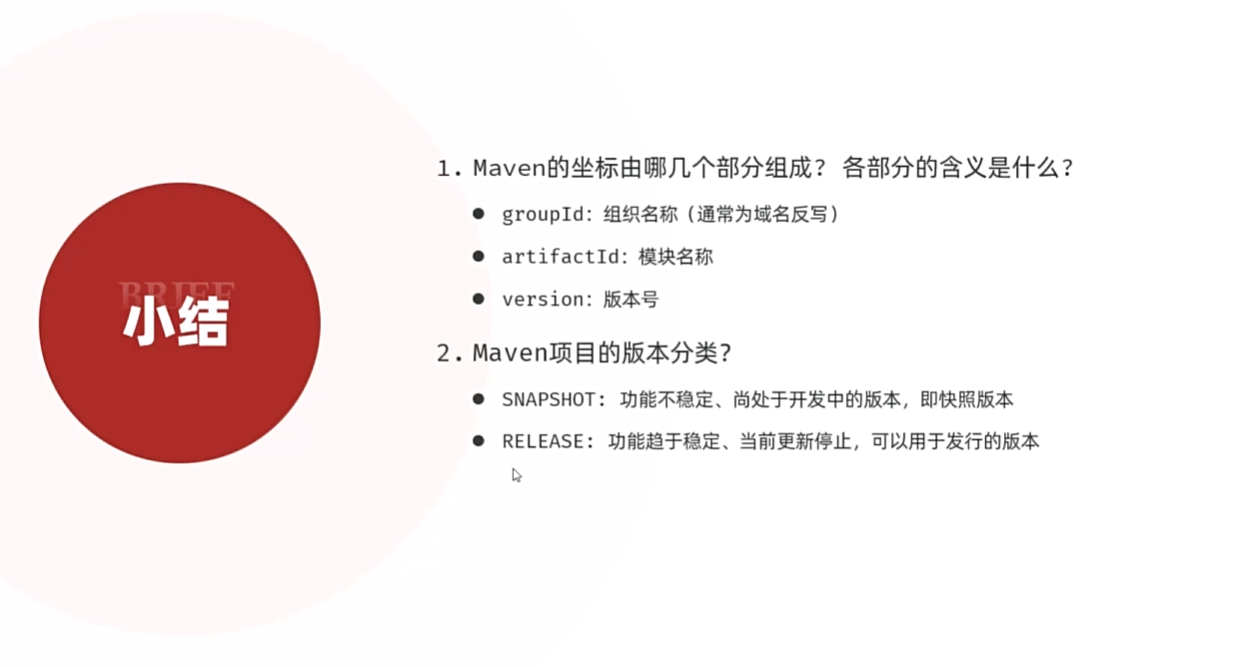 BRIEF
小结
1. Maven的坐标由哪几个部分组成? 各部分的含义是什么?
● groupId: 组织名称 (通常为域名反写)
● artifactId: 模块名称
● version: 版本号
2. Maven项目的版本分类?
● SNAPSHOT: 功能不稳定、尚处于开发中的版本, 即快照版本
● RELEASE: 功能趋于稳定、当前更新停止, 可以用于发行的版本